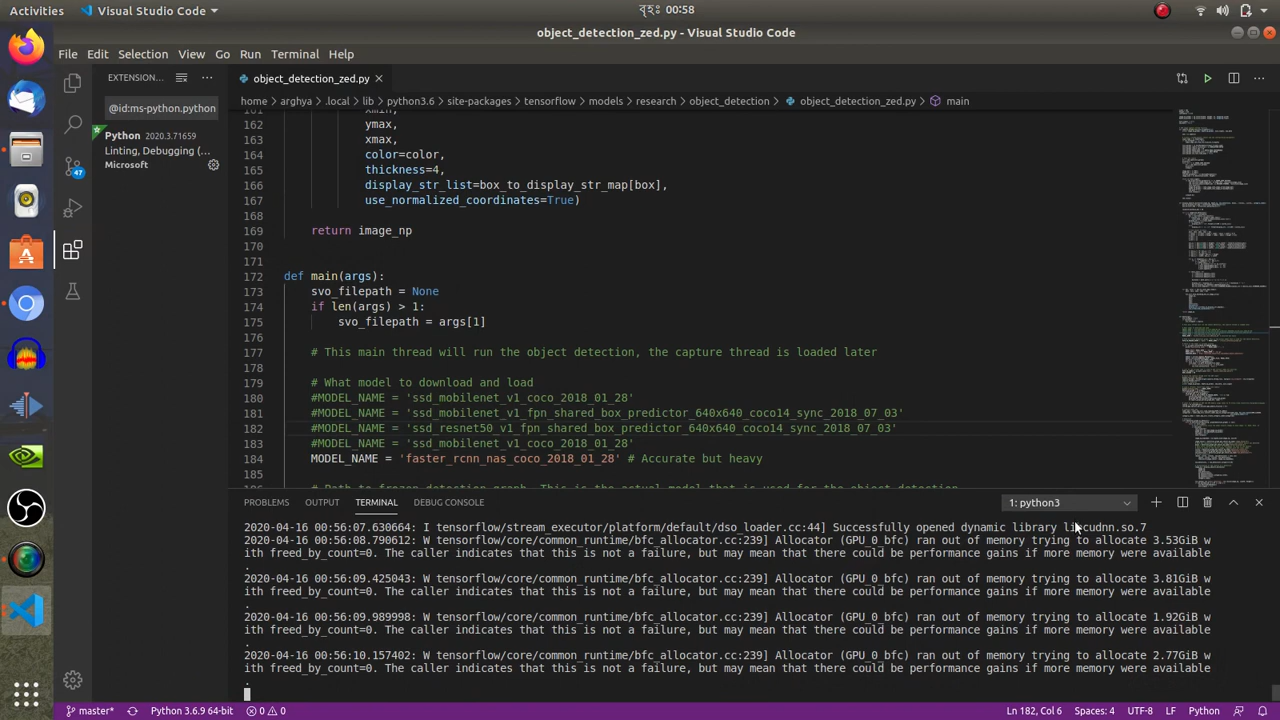 Activities
Visual Studio Code
বৃহঃ 00:58
object_detection_zed.py - Visual Studio Code
File Edit Selection View Go Run Terminal Help
EXTENSION...
object_detection_zed.py
@id:ms-python.python
home arghya .local lib python3.6 site-packages tensorflow models research object_detection object_detection_zed.py main
Python 2020.3.71659
Linting, Debugging (...
Microsoft
47
161 xmin,
162 ymax,
163 xmax,
164 color=color,
165 thickness=4,
166 display_str_list=box_to_display_str_map[box],
167 use_normalized_coordinates=True)
168
169 return image_np
170
171
172 def main(args):
173 svo_filepath = None
174 if len(args) > 1:
175 svo_filepath = args[1]
176
177 # This main thread will run the object detection, the capture thread is loaded later
178
179 # What model to download and load
180 #MODEL_NAME = 'ssd_mobilenet_v1_coco_2018_01_28'
181 #MODEL_NAME = 'ssd_mobilenet_v1_fpn_shared_box_predictor_640x640_coco14_sync_2018_07_03'
182 #MODEL_NAME = 'ssd_resnet50_v1_fpn_shared_box_predictor_640x640_coco14_sync_2018_07_03'
183 #MODEL_NAME = 'ssd_mobilenet_v1_coco_2018_01_28'
184 MODEL_NAME = 'faster_rcnn_nas_coco_2018_01_28' # Accurate but heavy
185
PROBLEMS OUTPUT TERMINAL DEBUG CONSOLE 1: python3
2020-04-16 00:56:07.630664: I tensorflow/stream_executor/platform/default/dso_loader.cc:44] Successfully opened dynamic library libcudnn.so.7
2020-04-16 00:56:08.790612: W tensorflow/core/common_runtime/bfc_allocator.cc:239] Allocator (GPU_0_bfc) ran out of memory trying to allocate 3.53GiB w
ith freed_by_count=0. The caller indicates that this is not a failure, but may mean that there could be performance gains if more memory were available
.
2020-04-16 00:56:09.425043: W tensorflow/core/common_runtime/bfc_allocator.cc:239] Allocator (GPU_0_bfc) ran out of memory trying to allocate 3.81GiB w
ith freed_by_count=0. The caller indicates that this is not a failure, but may mean that there could be performance gains if more memory were available
.
2020-04-16 00:56:09.989998: W tensorflow/core/common_runtime/bfc_allocator.cc:239] Allocator (GPU_0_bfc) ran out of memory trying to allocate 1.92GiB w
ith freed_by_count=0. The caller indicates that this is not a failure, but may mean that there could be performance gains if more memory were available
.
2020-04-16 00:56:10.157402: W tensorflow/core/common_runtime/bfc_allocator.cc:239] Allocator (GPU_0_bfc) ran out of memory trying to allocate 2.77GiB w
ith freed_by_count=0. The caller indicates that this is not a failure, but may mean that there could be performance gains if more memory were available
.
master* Python 3.6.9 64-bit 0 0 Ln 182, Col 6 Spaces: 4 UTF-8 LF Python